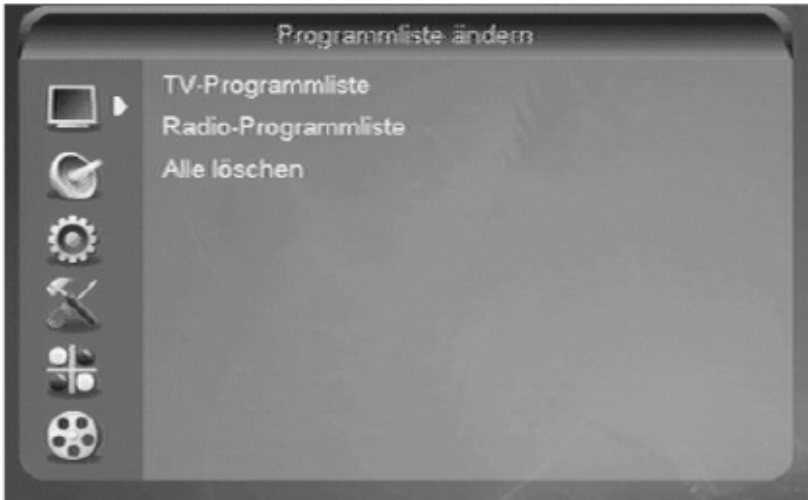 Programmliste ändern
TV-Programmliste
Radio-Programmliste
Alle löschen